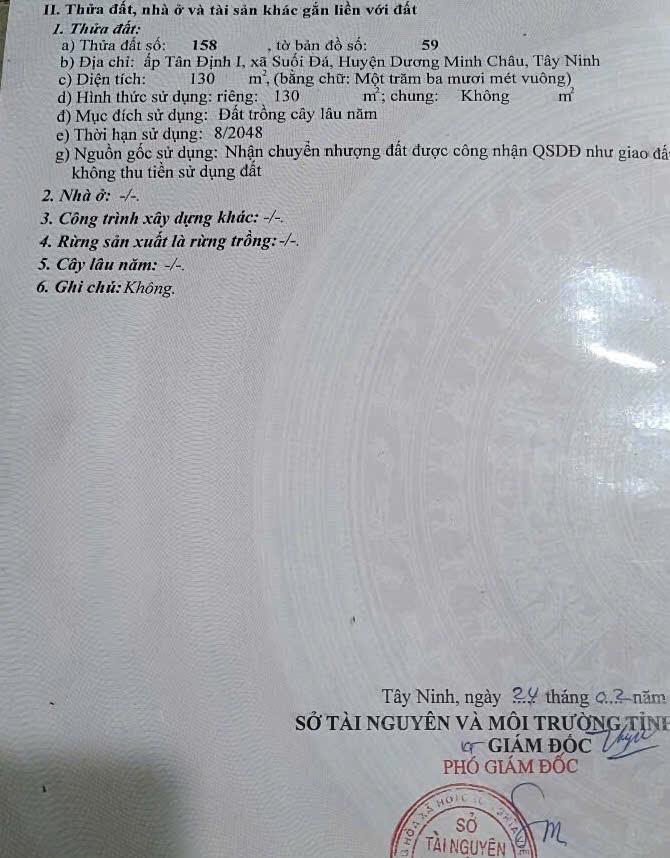 II. Thửa đất, nhà ở và tài sản khác gắn liền với đất
1. Thửa đất:
a) Thửa đất số: 158 , tờ bản đồ số: 59
b) Địa chỉ: ấp Tân Định I, xã Suối Đá, Huyện Dương Minh Châu, Tây Ninh
c) Diện tích: 130 m², (bằng chữ: Một trăm ba mươi mét vuông)
d) Hình thức sử dụng: riêng: 130 m²; chung: Không m²
đ) Mục đích sử dụng: Đất trồng cây lâu năm
e) Thời hạn sử dụng: 8/2048
g) Nguồn gốc sử dụng: Nhận chuyển nhượng đất được công nhận QSDĐ như giao đất
không thu tiền sử dụng đất
2. Nhà ở: -/-.
3. Công trình xây dựng khác: -/-.
4. Rừng sản xuất là rừng trồng: -/-.
5. Cây lâu năm: -/-.
6. Ghi chú: Không.
Tây Ninh, ngày 24 tháng 02 năm
SỞ TÀI NGUYÊN VÀ MÔI TRƯỜNG TỈNH
KT GIÁM ĐỐC
PHÓ GIÁM ĐỐC
SỞ
TÀI NGUYÊN